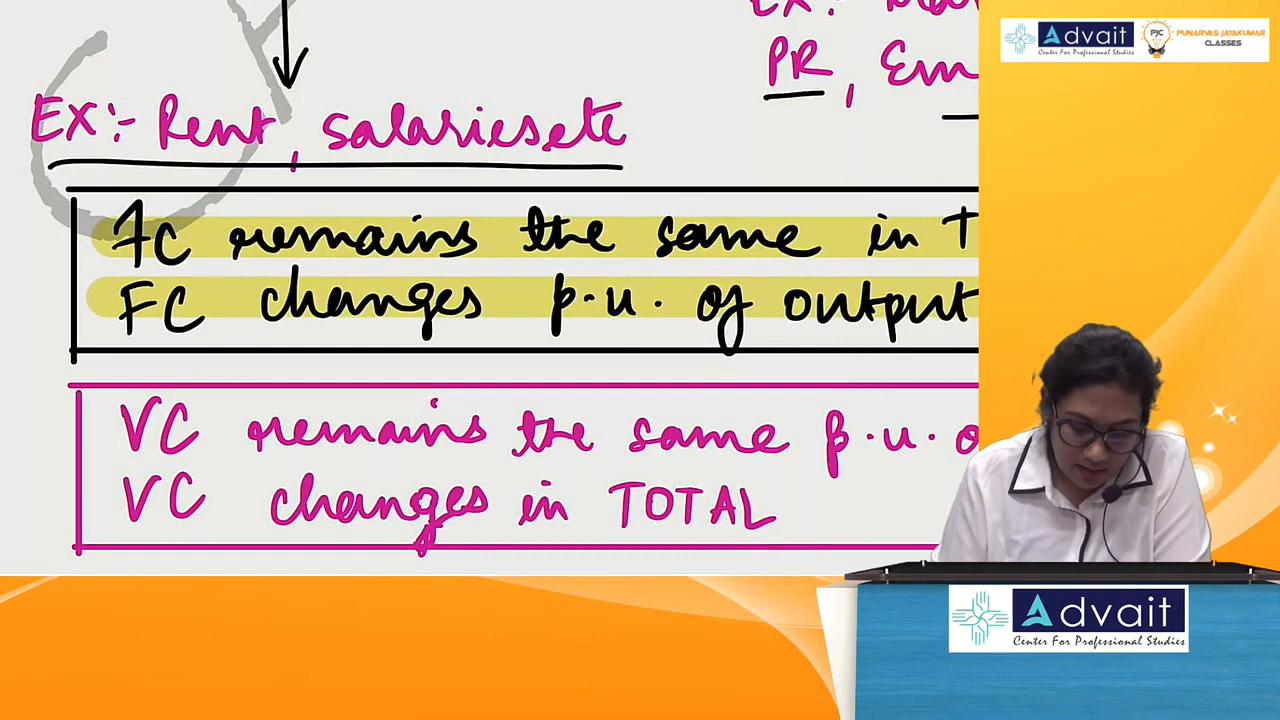 EX:- Rent, salariesetc
PR, Em
FC remains the same in T
FC changes p.u. of output
VC remains the same p.u. o
VC changes in TOTAL
Advait
Center For Professional Studies
PJC
PUNARVAS JAYAKUMAR
CLASSES
Advait
Center For Professional Studies